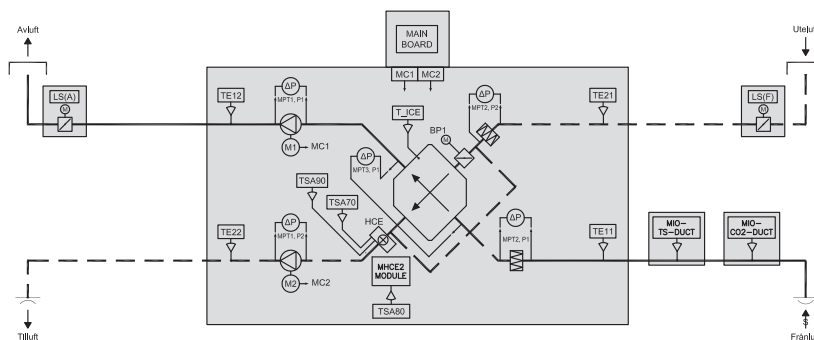 Avluft
MAIN
BOARD
Uteluft
MC1 MC2
LS(A)
M
TE12
ΔP
MPT1, P1
T_ICE
ΔP
MPT2, P2
TE21
LS(F)
M
BP1
M
M1
MC1
ΔP
MPT3, P1
TSA90
TSA70
HCE
TE22
ΔP
MPT1, P2
ΔP
MPT2, P1
TE11
MIO-
TS-DUCT
MIO-
CO2-DUCT
MHCE2
MODULE
M2
MC2
TSA80
Tilluft
$
Frånluft